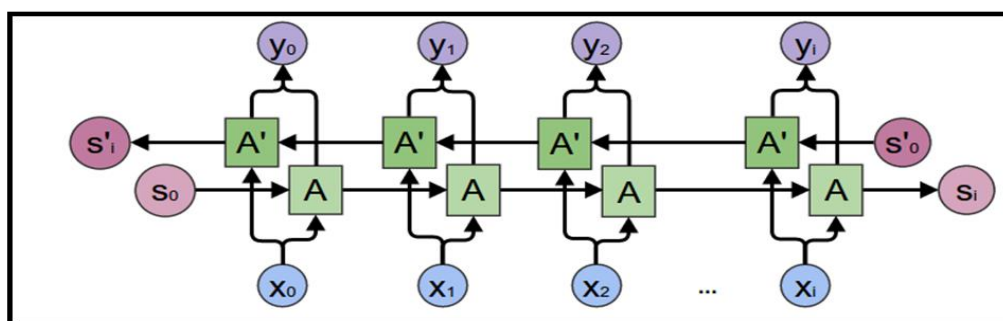 y₀ y₁ y₂ yᵢ
s'ᵢ A' A' A' A' s'₀
s₀ A A A A sᵢ
x₀ x₁ x₂ ... xᵢ